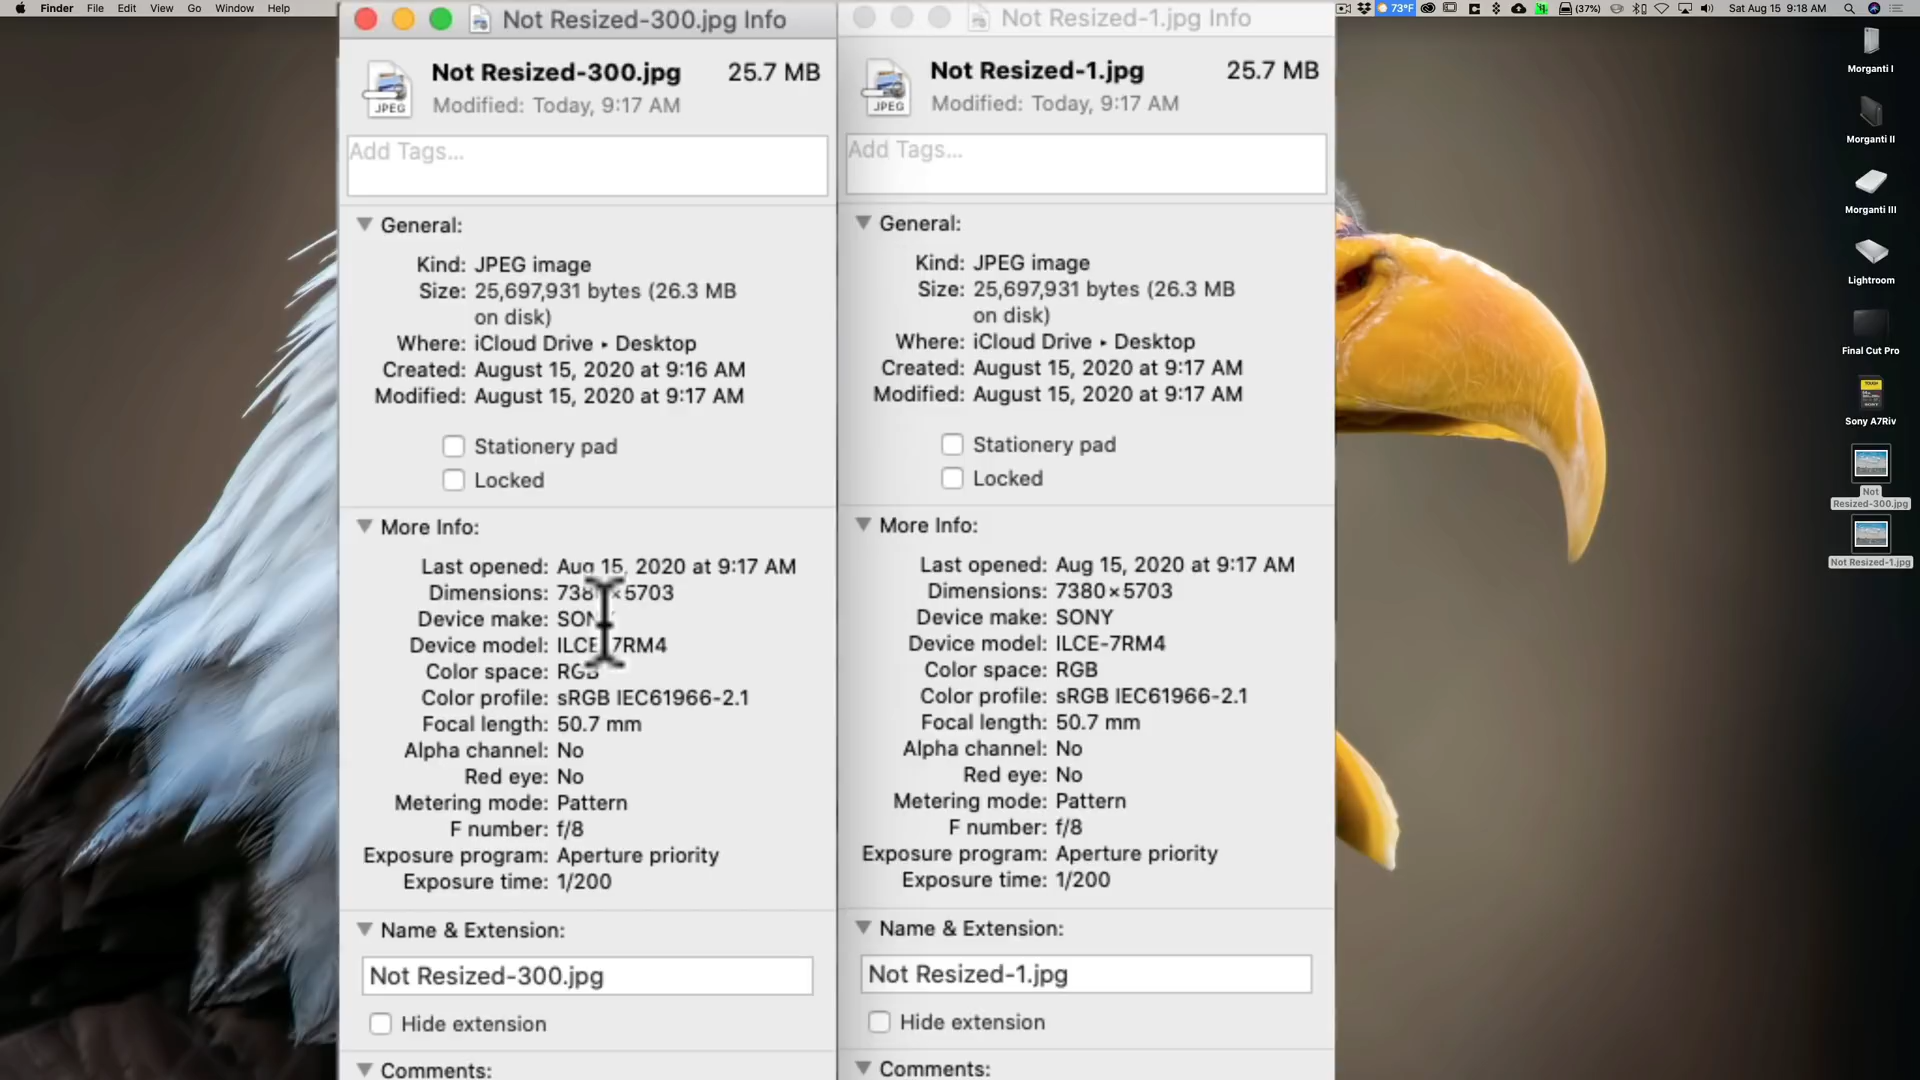 Finder File Edit View Go Window Help
73°F (37%) Sat Aug 15 9:18 AM
Not Resized-300.jpg Info
Not Resized-300.jpg 25.7 MB
JPEG
Modified: Today, 9:17 AM
Add Tags...
General:
Kind: JPEG image
Size: 25,697,931 bytes (26.3 MB
on disk)
Where: iCloud Drive ▸ Desktop
Created: August 15, 2020 at 9:16 AM
Modified: August 15, 2020 at 9:17 AM
Stationery pad
Locked
More Info:
Last opened: Aug 15, 2020 at 9:17 AM
Dimensions: 7380×5703
Device make: SONY
Device model: ILCE-7RM4
Color space: RGB
Color profile: sRGB IEC61966-2.1
Focal length: 50.7 mm
Alpha channel: No
Red eye: No
Metering mode: Pattern
F number: f/8
Exposure program: Aperture priority
Exposure time: 1/200
Name & Extension:
Not Resized-300.jpg
Hide extension
Comments:
Not Resized-1.jpg Info
Not Resized-1.jpg 25.7 MB
JPEG
Modified: Today, 9:17 AM
Add Tags...
General:
Kind: JPEG image
Size: 25,697,931 bytes (26.3 MB
on disk)
Where: iCloud Drive ▸ Desktop
Created: August 15, 2020 at 9:17 AM
Modified: August 15, 2020 at 9:17 AM
Stationery pad
Locked
More Info:
Last opened: Aug 15, 2020 at 9:17 AM
Dimensions: 7380×5703
Device make: SONY
Device model: ILCE-7RM4
Color space: RGB
Color profile: sRGB IEC61966-2.1
Focal length: 50.7 mm
Alpha channel: No
Red eye: No
Metering mode: Pattern
F number: f/8
Exposure program: Aperture priority
Exposure time: 1/200
Name & Extension:
Not Resized-1.jpg
Hide extension
Comments:
Morganti I
Morganti II
Morganti III
Lightroom
Final Cut Pro
TOUGH
SONY
Sony A7Riv
Not
Resized-300.jpg
Not Resized-1.jpg